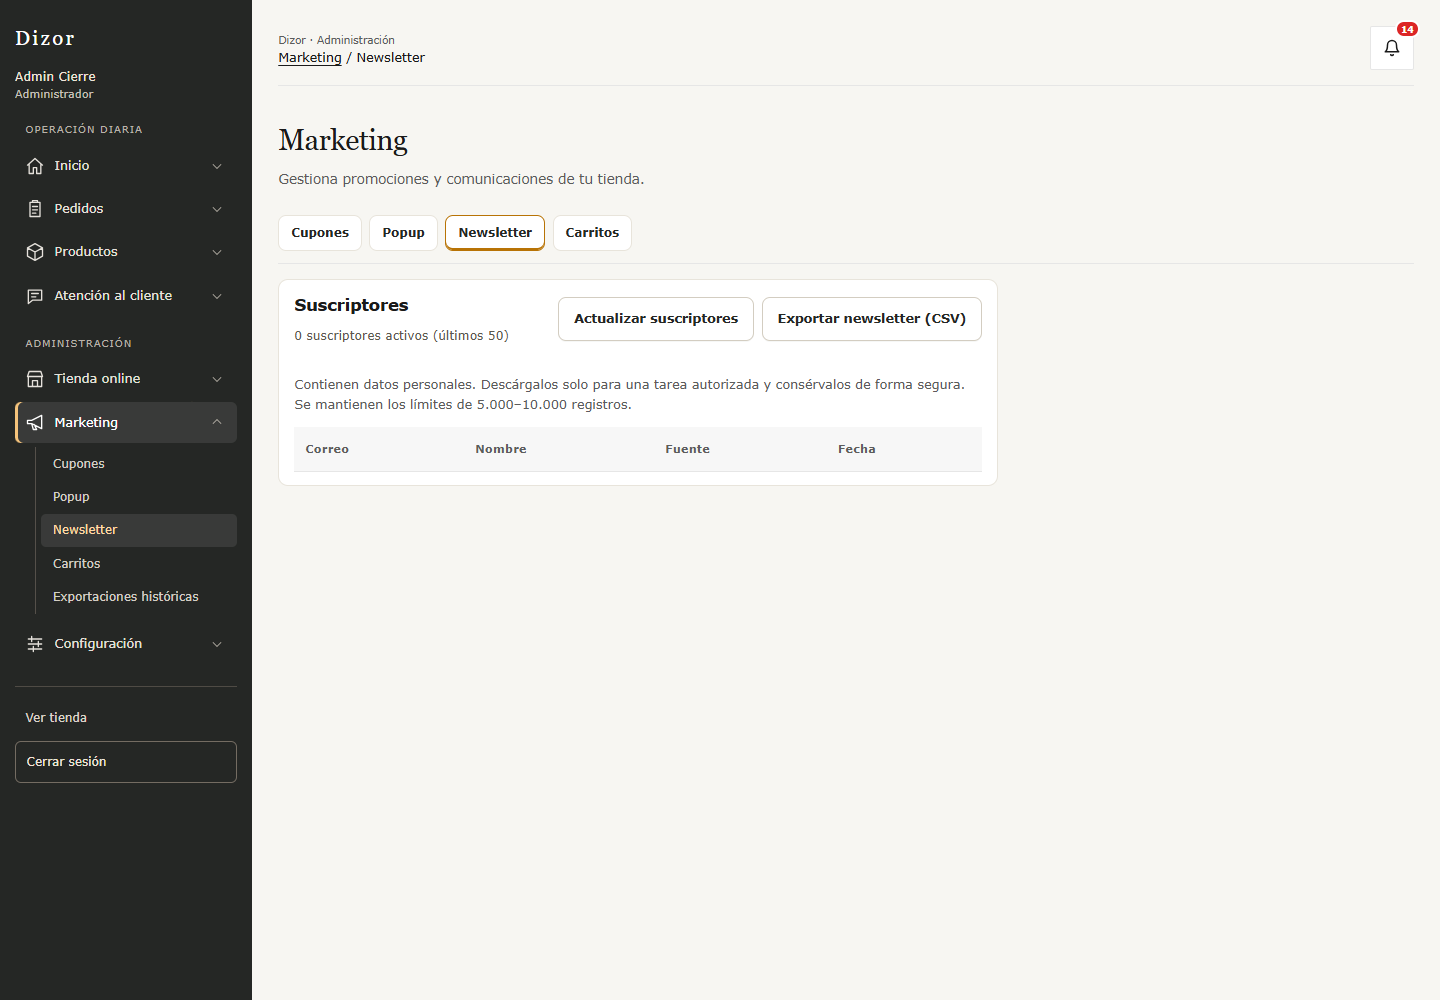 Dizor
Admin Cierre
Administrador
OPERACIÓN DIARIA
Inicio
Pedidos
Productos
Atención al cliente
ADMINISTRACIÓN
Tienda online
Marketing
Cupones
Popup
Newsletter
Carritos
Exportaciones históricas
Configuración
Ver tienda
Cerrar sesión
Dizor · Administración
Marketing / Newsletter
14
Marketing
Gestiona promociones y comunicaciones de tu tienda.
Cupones Popup Newsletter Carritos
Suscriptores
0 suscriptores activos (últimos 50)
Actualizar suscriptores Exportar newsletter (CSV)
Contienen datos personales. Descárgalos solo para una tarea autorizada y consérvalos de forma segura.
Se mantienen los límites de 5.000–10.000 registros.
Correo Nombre Fuente Fecha